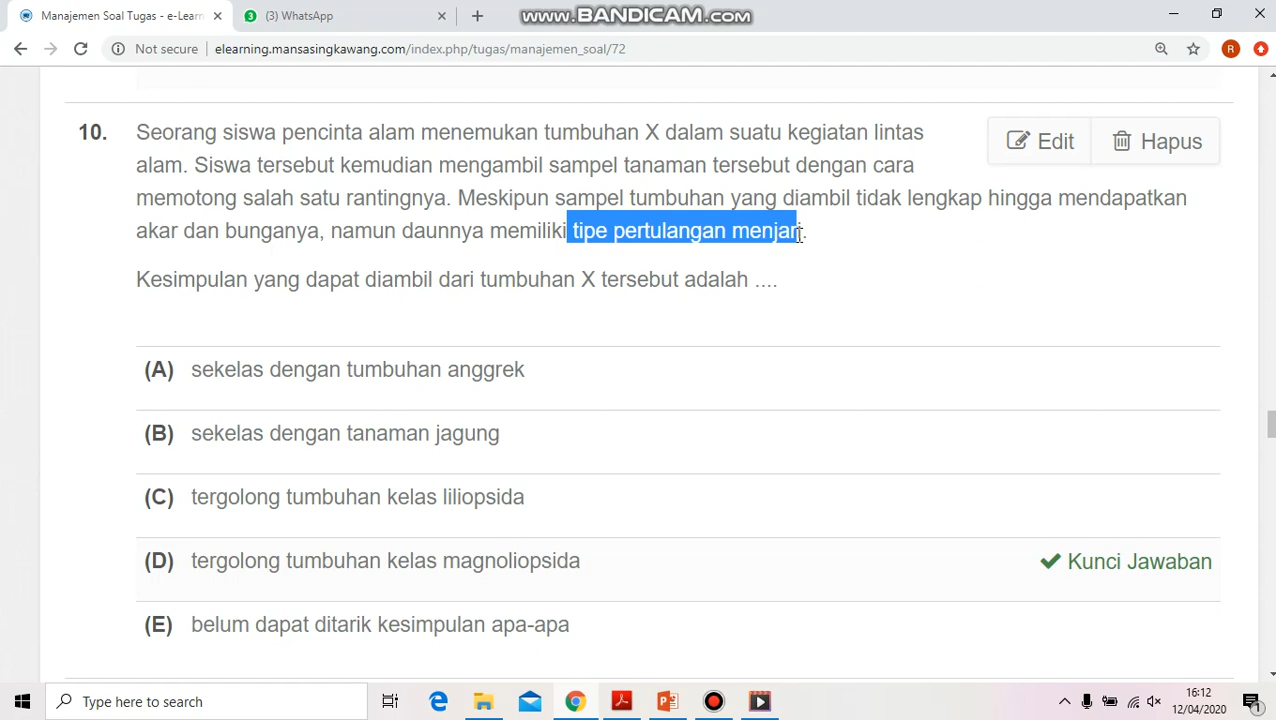 Manajemen Soal Tugas - e-Learn
(3) WhatsApp
www.BANDICAM.com
Not secure
elearning.mansasingkawang.com/index.php/tugas/manajemen_soal/72
R
10.
Seorang siswa pencinta alam menemukan tumbuhan X dalam suatu kegiatan lintas
alam. Siswa tersebut kemudian mengambil sampel tanaman tersebut dengan cara
memotong salah satu rantingnya. Meskipun sampel tumbuhan yang diambil tidak lengkap hingga mendapatkan
akar dan bunganya, namun daunnya memiliki tipe pertulangan menjari.
Edit
Hapus
Kesimpulan yang dapat diambil dari tumbuhan X tersebut adalah ....
(A) sekelas dengan tumbuhan anggrek
(B) sekelas dengan tanaman jagung
(C) tergolong tumbuhan kelas liliopsida
(D) tergolong tumbuhan kelas magnoliopsida
Kunci Jawaban
(E) belum dapat ditarik kesimpulan apa-apa
Type here to search
16:12
12/04/2020